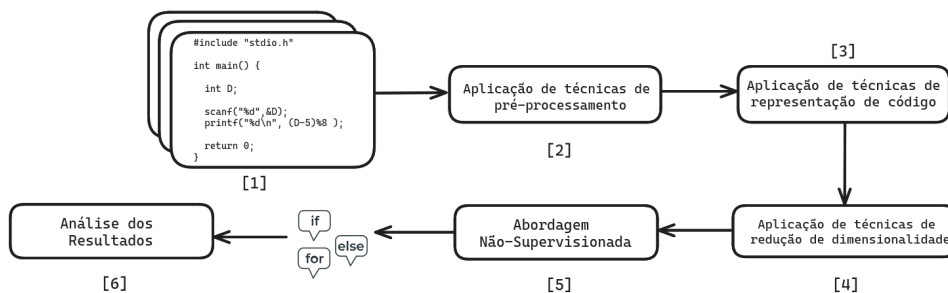 #include "stdio.h"
int main() {
int D;
scanf("%d",&D);
printf("%d\n", (D-5)%8 );
return 0;
}
[1]
Aplicação de técnicas de
pré-processamento
[2]
[3]
Aplicação de técnicas de
representação de código
Aplicação de técnicas de
redução de dimensionalidade
[4]
Abordagem
Não-Supervisionada
[5]
if
else
for
Análise dos
Resultados
[6]